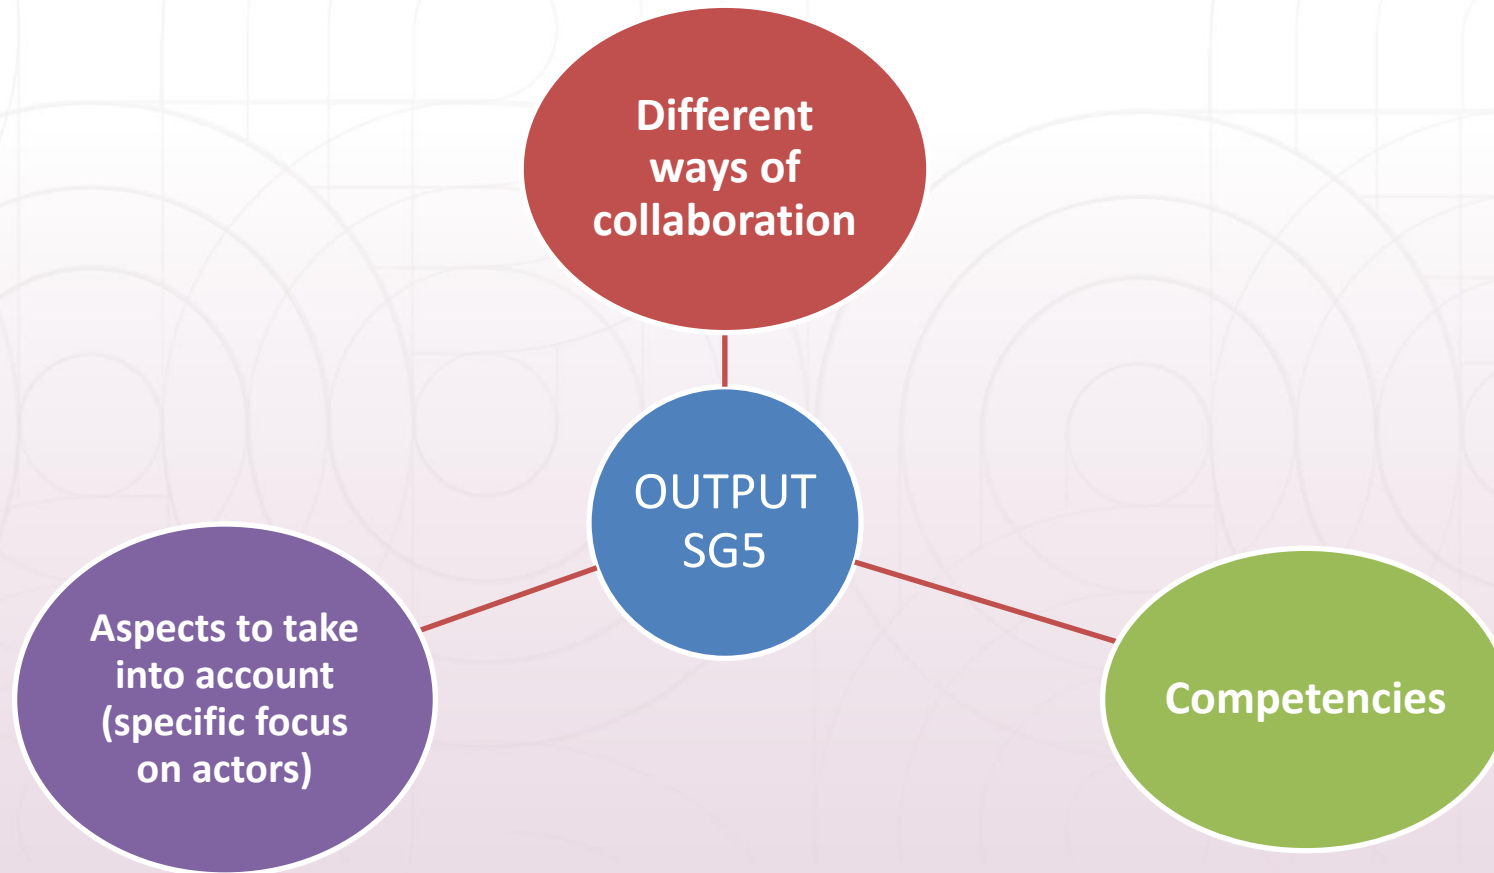 Different
ways of
collaboration
OUTPUT
SG5
Aspects to take
into account
(specific focus
on actors)
Competencies